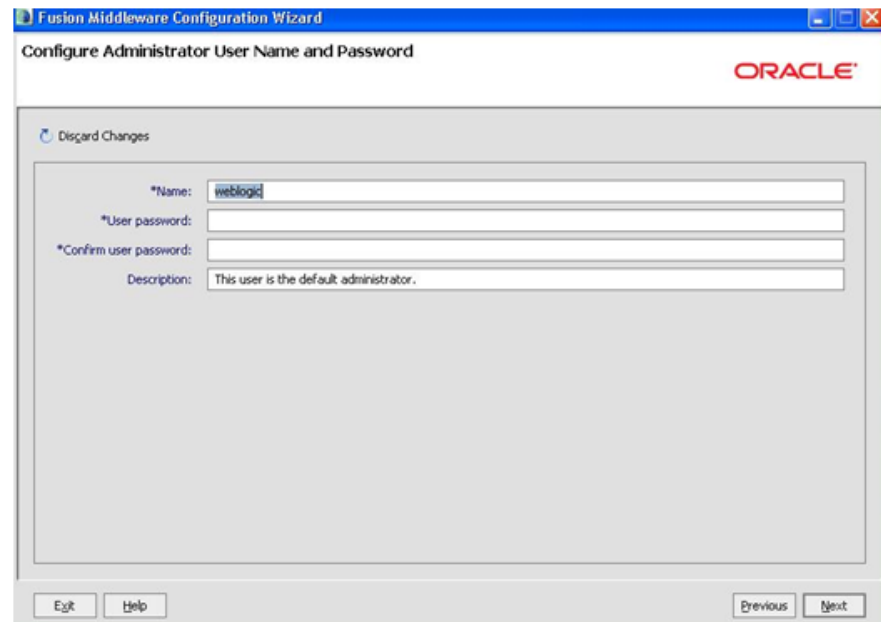 Fusion Middleware Configuration Wizard
Configure Administrator User Name and Password
ORACLE
Discard Changes
*Name: weblogic
*User password:
*Confirm user password:
Description: This user is the default administrator.
Exit Help Previous Next